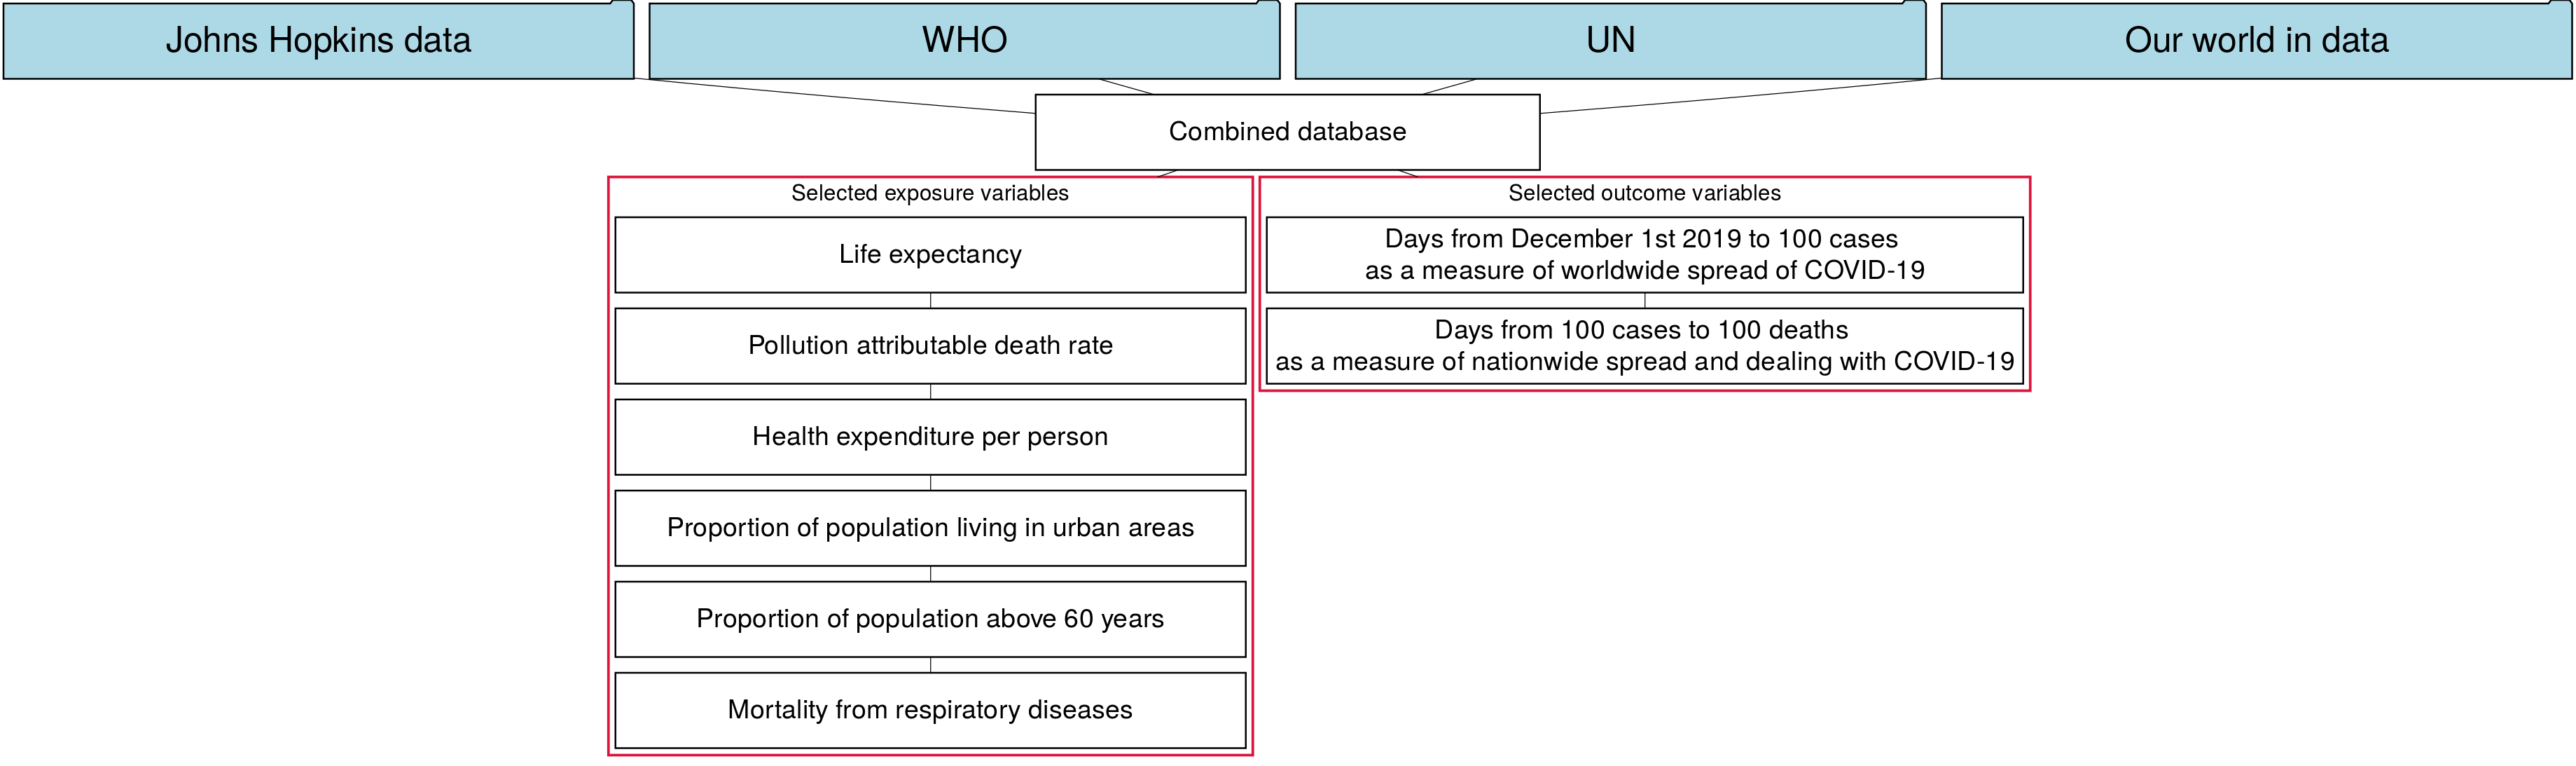 Johns Hopkins data
WHO
UN
Our world in data
Combined database
Selected exposure variables
Life expectancy
Pollution attributable death rate
Health expenditure per person
Proportion of population living in urban areas
Proportion of population above 60 years
Mortality from respiratory diseases
Selected outcome variables
Days from December 1st 2019 to 100 cases
as a measure of worldwide spread of COVID-19
Days from 100 cases to 100 deaths
as a measure of nationwide spread and dealing with COVID-19